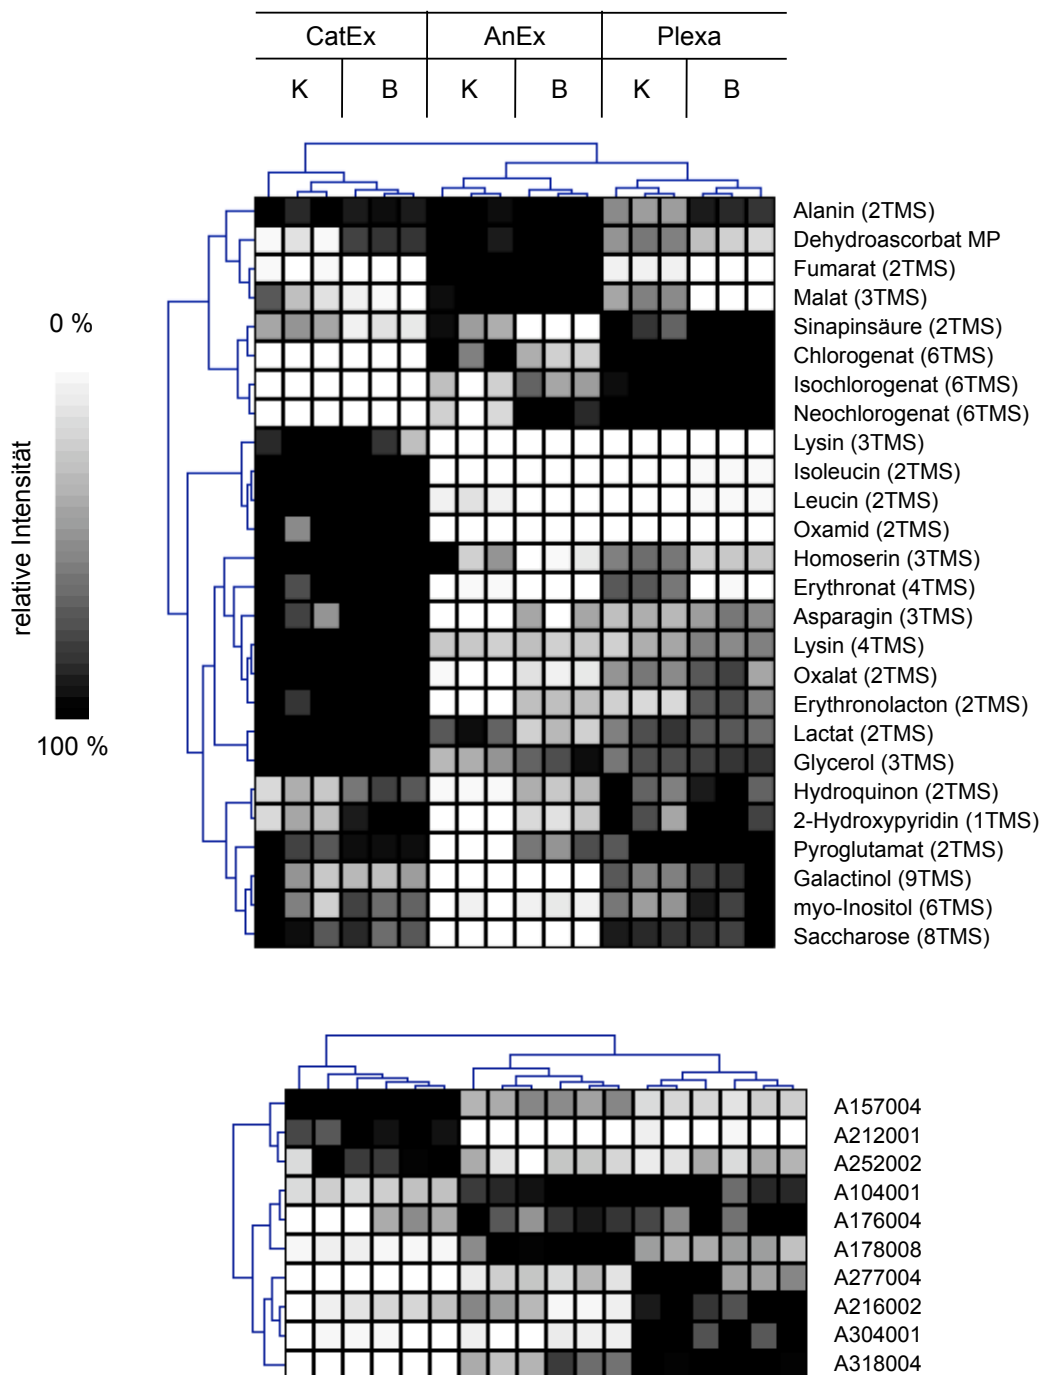 CatEx AnEx Plexa
K B K B K B
0 %
relative Intensität
100 %
Alanin (2TMS)
Dehydroascorbat MP
Fumarat (2TMS)
Malat (3TMS)
Sinapinsäure (2TMS)
Chlorogenat (6TMS)
Isochlorogenat (6TMS)
Neochlorogenat (6TMS)
Lysin (3TMS)
Isoleucin (2TMS)
Leucin (2TMS)
Oxamid (2TMS)
Homoserin (3TMS)
Erythronat (4TMS)
Asparagin (3TMS)
Lysin (4TMS)
Oxalat (2TMS)
Erythronolacton (2TMS)
Lactat (2TMS)
Glycerol (3TMS)
Hydroquinon (2TMS)
2-Hydroxypyridin (1TMS)
Pyroglutamat (2TMS)
Galactinol (9TMS)
myo-Inositol (6TMS)
Saccharose (8TMS)
A157004
A212001
A252002
A104001
A176004
A178008
A277004
A216002
A304001
A318004